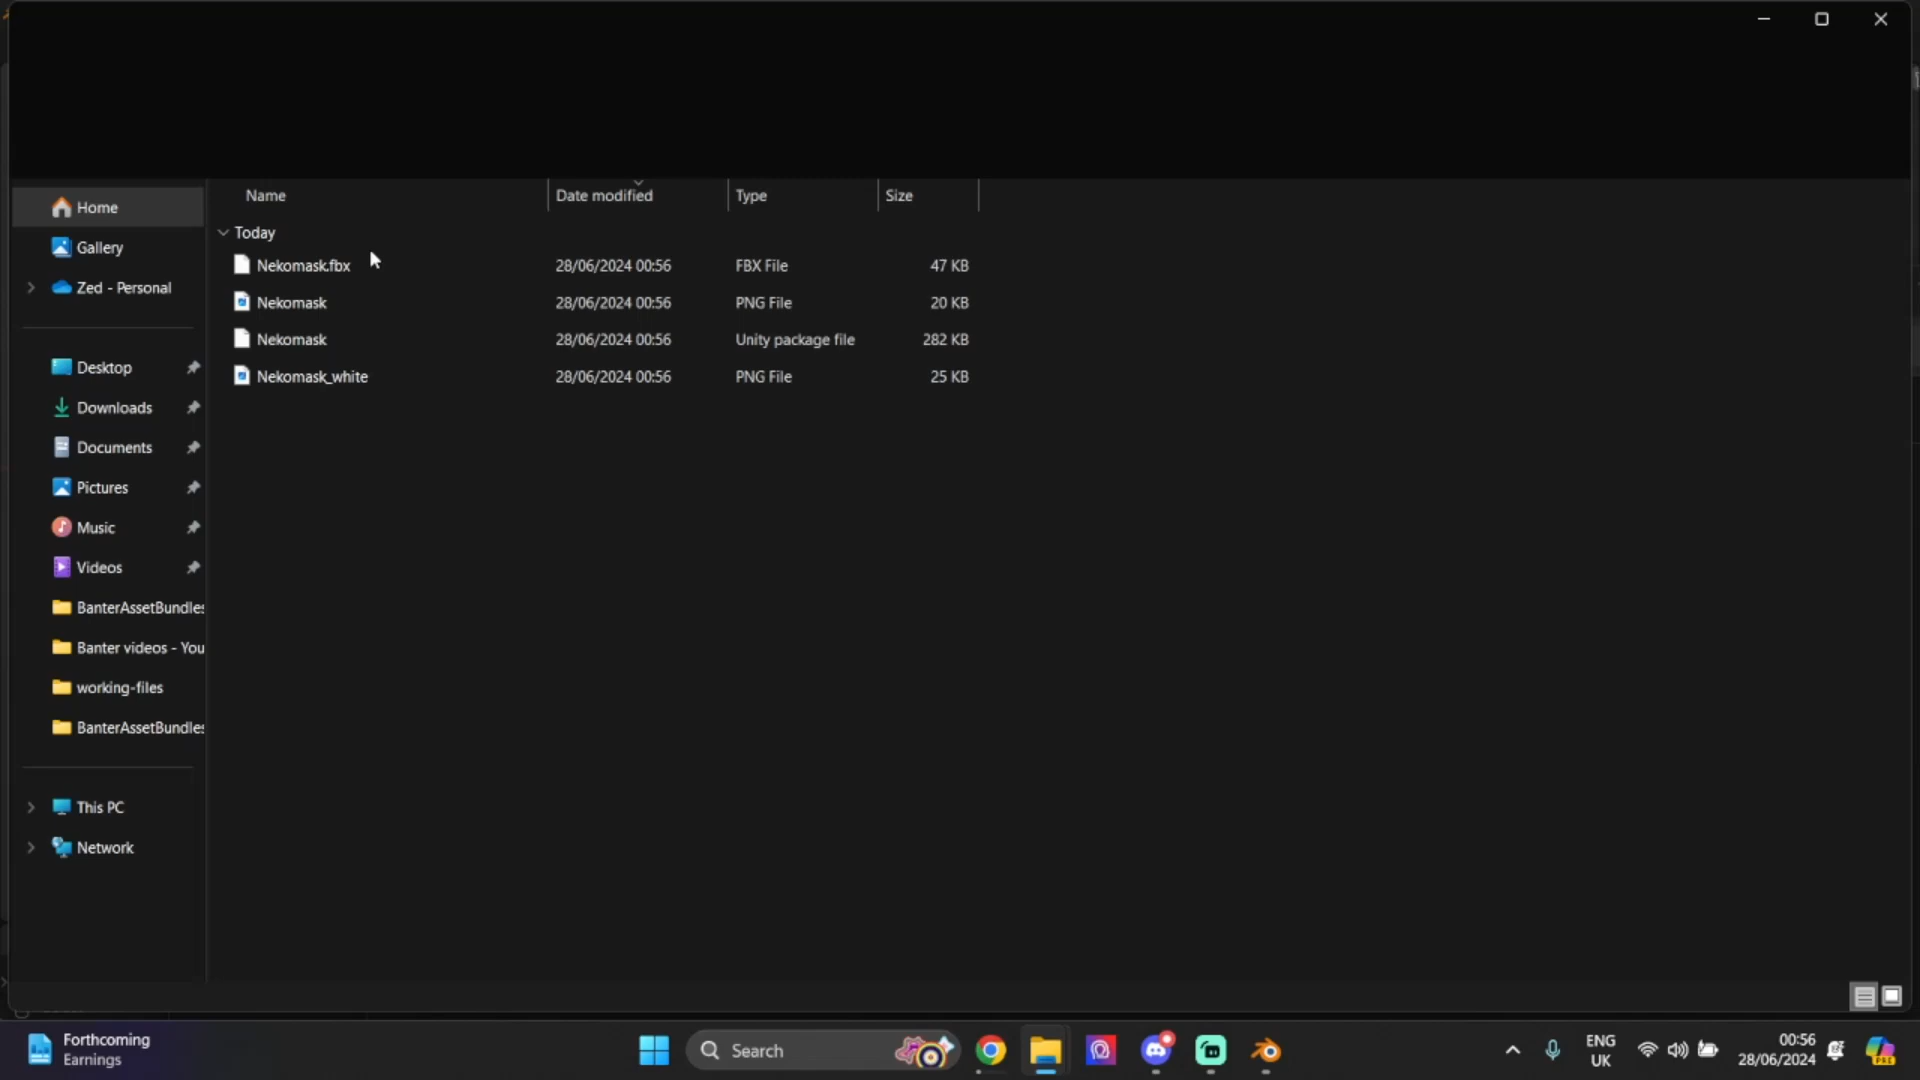 Name Date modified Type Size
Home
Gallery
Zed - Personal
Desktop
Downloads
Documents
Pictures
Music
Videos
BanterAssetBundles
Banter videos - You
working-files
BanterAssetBundles
This PC
Network
Today
Nekomask.fbx 28/06/2024 00:56 FBX File 47 KB
Nekomask 28/06/2024 00:56 PNG File 20 KB
Nekomask 28/06/2024 00:56 Unity package file 282 KB
Nekomask_white 28/06/2024 00:56 PNG File 25 KB
Forthcoming
Earnings
Search
ENG
UK
00:56
28/06/2024
PRE